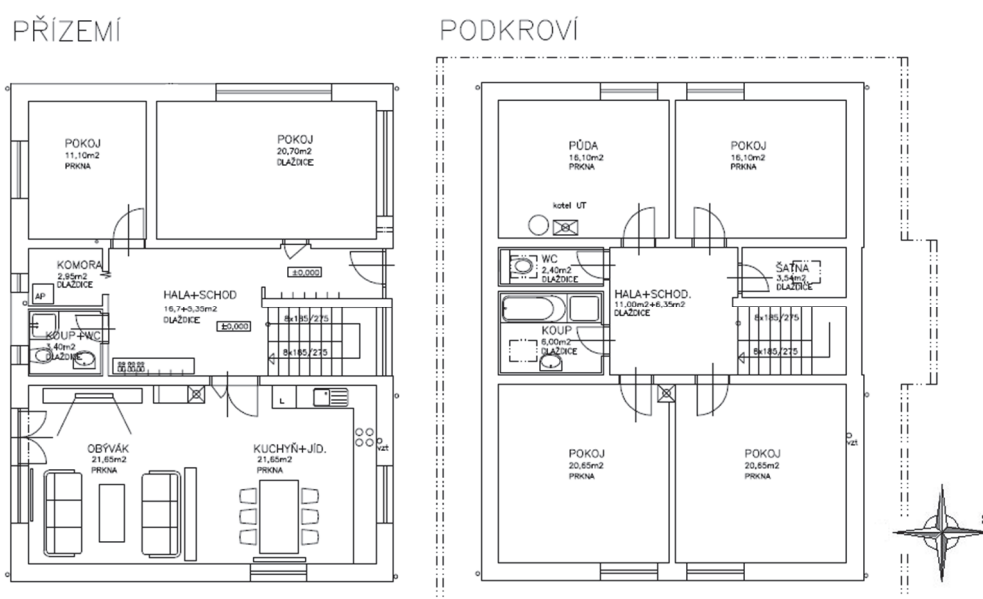 PŘÍZEMÍ
PODKROVÍ
POKOJ
11,10m2
PRKNA
POKOJ
20,70m2
DLAŽDICE
KOMORA
2,95m2
DLAŽDICE
AP
HALA+SCHOD
16,7+5,35m2
DLAŽDICE
±0,000
±0,000
8x185/275
8x185/275
KOUP+WC
3,40m2
DLAŽDICE
L
OBÝVÁK
21,65m2
PRKNA
KUCHYŇ+JÍD.
21,65m2
PRKNA
vzt
PŮDA
16,10m2
PRKNA
kotel UT
POKOJ
16,10m2
PRKNA
WC
2,40m2
DLAŽDICE
ŠATNA
3,54m2
DLAŽDICE
HALA+SCHOD.
11,00m2+6,35m2
DLAŽDICE
KOUP
6,00m2
DLAŽDICE
8x185/275
8x185/275
POKOJ
20,65m2
PRKNA
POKOJ
20,65m2
PRKNA
vzt